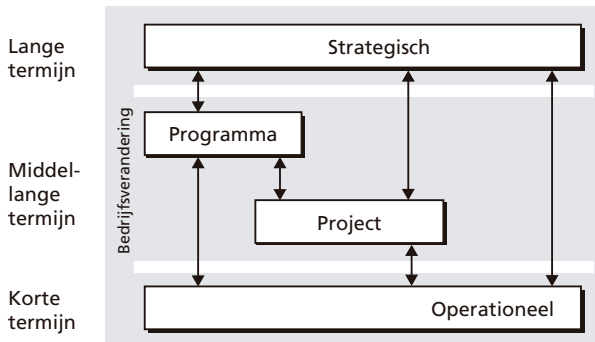 Lange
termijn
Strategisch
Bedrijfsverandering
Programma
Middel-
lange
termijn
Project
Korte
termijn
Operationeel